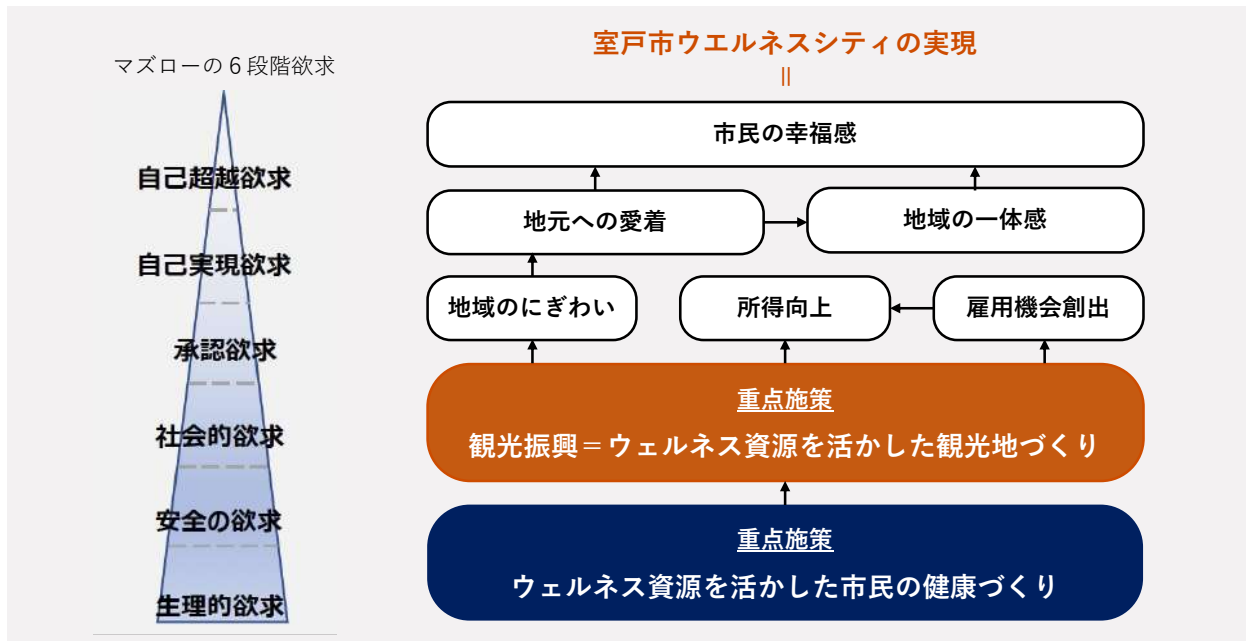 マズローの6段階欲求
自己超越欲求
自己実現欲求
承認欲求
社会的欲求
安全の欲求
生理的欲求
室戸市ウエルネスシティの実現
||
市民の幸福感
地元への愛着
地域の一体感
地域のにぎわい
所得向上
雇用機会創出
重点施策
観光振興＝ウェルネス資源を活かした観光地づくり
重点施策
ウェルネス資源を活かした市民の健康づくり